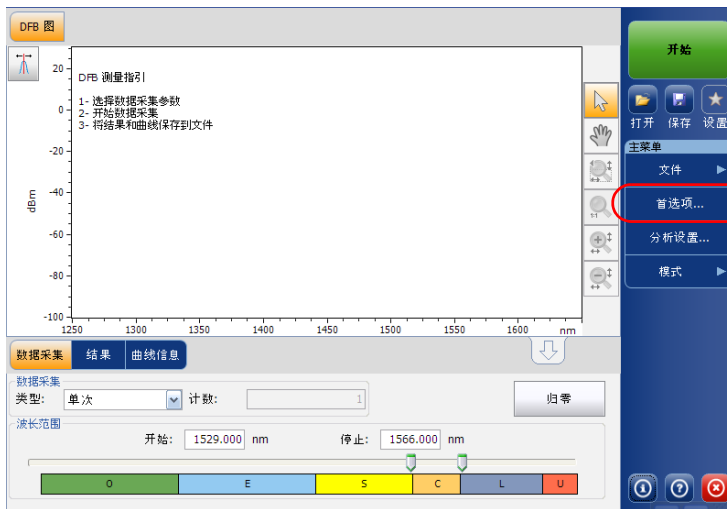 DFB 图
20
0
-20
-40
-60
-80
-100
dBm
DFB 测量指引
1- 选择数据采集参数
2- 开始数据采集
3- 将结果和曲线保存到文件
1250 1300 1350 1400 1450 1500 1550 1600 nm
1:1
开始
打开 保存 设置
主菜单
文件
首选项...
分析设置...
模式
数据采集 结果 曲线信息
数据采集
类型: 单次 计数: 1 归零
波长范围
开始: 1529.000 nm 停止: 1566.000 nm
O E S C L U